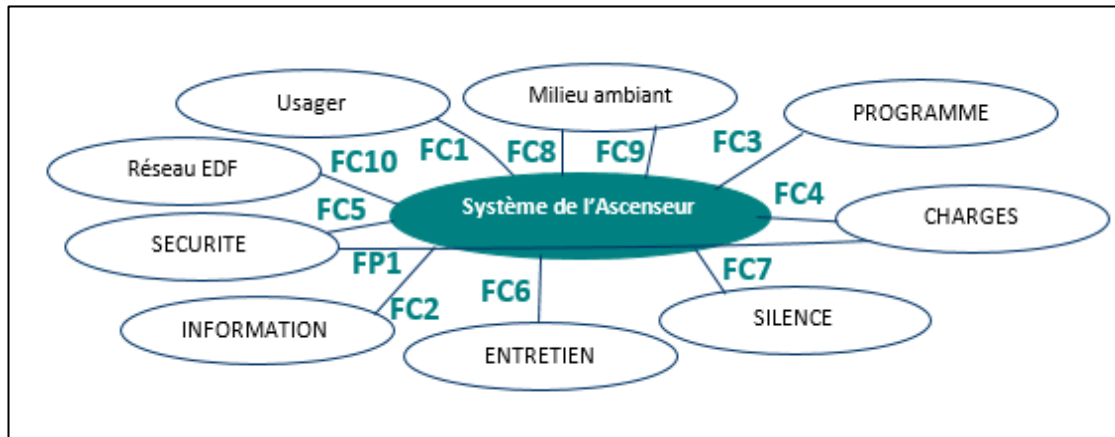 Usager
Milieu ambiant
PROGRAMME
FC10
FC1
FC8
FC9
FC3
Réseau EDF
Système de l'Ascenseur
FC4
CHARGES
FC5
SECURITE
FP1
FC2
FC6
FC7
INFORMATION
ENTRETIEN
SILENCE